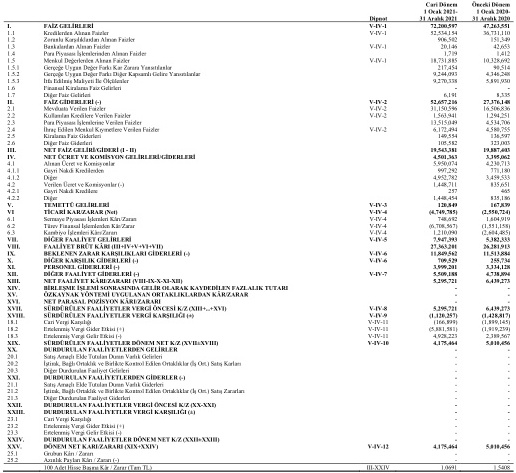 Cari Dönem Önceki Dönem
1 Ocak 2021- 1 Ocak 2020-
Dipnot 31 Aralık 2021 31 Aralık 2020
I. FAİZ GELİRLERİ V-IV-1 72,200,597 47,263,551
1.1 Kredilerden Alınan Faizler V-IV-1 52,534,154 36,731,110
1.2 Zorunlu Karşılıklardan Alınan Faizler 906,502 151,349
1.3 Bankalardan Alınan Faizler V-IV-1 20,146 42,653
1.4 Para Piyasası İşlemlerinden Alınan Faizler 1,719 1,412
1.5 Menkul Değerlerden Alınan Faizler V-IV-1 18,731,885 10,328,692
1.5.1 Gerçeğe Uygun Değer Farkı Kar Zarara Yansıtılanlar 217,454 90,514
1.5.2 Gerçeğe Uygun Değer Farkı Diğer Kapsamlı Gelire Yansıtılanlar 9,244,093 4,346,248
1.5.3 İtfa Edilmiş Maliyeti İle Ölçülenler 9,270,338 5,891,930
1.6 Finansal Kiralama Faiz Gelirleri - -
1.7 Diğer Faiz Gelirleri 6,191 8,335
II. FAİZ GİDERLERİ (-) V-IV-2 52,657,216 27,376,148
2.1 Mevduata Verilen Faizler V-IV-2 31,150,596 16,506,836
2.2 Kullanılan Kredilere Verilen Faizler V-IV-2 1,563,941 1,294,251
2.3 Para Piyasası İşlemlerine Verilen Faizler 13,515,049 4,534,706
2.4 İhraç Edilen Menkul Kıymetlere Verilen Faizler V-IV-2 6,172,494 4,580,755
2.5 Kiralama Faiz Giderleri 149,554 136,597
2.6 Diğer Faiz Giderleri 105,582 323,003
III. NET FAİZ GELİRİ/GİDERİ (I - II) 19,543,381 19,887,403
IV. NET ÜCRET VE KOMİSYON GELİRLERİ/GİDERLERİ 4,501,363 3,395,062
4.1 Alınan Ücret ve Komisyonlar 5,950,074 4,230,713
4.1.1 Gayri Nakdi Kredilerden 997,292 771,180
4.1.2 Diğer 4,952,782 3,459,533
4.2 Verilen Ücret ve Komisyonlar (-) 1,448,711 835,651
4.2.1 Gayri Nakdi Kredilere 257 465
4.2.2 Diğer 1,448,454 835,186
V. TEMETTÜ GELİRLERİ V-IV-3 120,849 167,839
VI TİCARİ KAR/ZARAR (Net) V-IV-4 (4,749,785) (2,550,724)
6.1 Sermaye Piyasası İşlemleri Kârı/Zararı 748,692 1,604,919
6.2 Türev Finansal İşlemlerden Kâr/Zarar (6,708,567) (1,551,158)
6.3 Kambiyo İşlemleri Kârı/Zararı 1,210,090 (2,604,485)
VII. DİĞER FAALİYET GELİRLERİ V-IV-5 7,947,393 5,382,333
VIII. FAALİYET BRÜT KÂRI (III+IV+V+VI+VII) 27,363,201 26,281,913
IX. BEKLENEN ZARAR KARŞILIKLARI GİDERLERİ (-) V-IV-6 11,849,562 11,513,884
X. DİĞER KARŞILIK GİDERLERİ (-) V-IV-6 709,529 255,734
XI. PERSONEL GİDERLERİ (-) 3,999,201 3,334,128
XII. DİĞER FAALİYET GİDERLERİ (-) V-IV-7 5,509,188 4,738,894
XIII. NET FAALİYET KÂRI/ZARARI (VIII-IX-X-XI-XII) 5,295,721 6,439,273
XIV. BİRLEŞME İŞLEMİ SONRASINDA GELİR OLARAK KAYDEDİLEN FAZLALIK TUTARI - -
XV. ÖZKAYNAK YÖNTEMİ UYGULANAN ORTAKLIKLARDAN KÂR/ZARAR - -
XVI. NET PARASAL POZİSYON KÂRI/ZARARI - -
XVII. SÜRDÜRÜLEN FAALİYETLER VERGİ ÖNCESİ K/Z (XIII+...+XVI) V-IV-8 5,295,721 6,439,273
XVIII. SÜRDÜRÜLEN FAALİYETLER VERGİ KARŞILIĞI (±) V-IV-9 (1,120,257) (1,428,817)
18.1 Cari Vergi Karşılığı V-IV-11 (166,899) (1,899,145)
18.2 Ertelenmiş Vergi Gider Etkisi (+) V-IV-11 (5,881,581) (1,919,239)
18.3 Ertelenmiş Vergi Gelir Etkisi (-) V-IV-11 4,928,223 2,389,567
XIX. SÜRDÜRÜLEN FAALİYETLER DÖNEM NET K/Z (XVII±XVIII) V-IV-10 4,175,464 5,010,456
XX. DURDURULAN FAALİYETLERDEN GELİRLER - -
20.1 Satış Amaçlı Elde Tutulan Duran Varlık Gelirleri - -
20.2 İştirak, Bağlı Ortaklık ve Birlikte Kontrol Edilen Ortaklıklar (İş Ort.) Satış Karları - -
20.3 Diğer Durdurulan Faaliyet Gelirleri - -
XXI. DURDURULAN FAALİYETLERDEN GİDERLER (-) - -
21.1 Satış Amaçlı Elde Tutulan Duran Varlık Giderleri - -
21.2 İştirak, Bağlı Ortaklık ve Birlikte Kontrol Edilen Ortaklıklar (İş Ort.) Satış Zararları - -
21.3 Diğer Durdurulan Faaliyet Giderleri - -
XXII. DURDURULAN FAALİYETLER VERGİ ÖNCESİ K/Z (XX-XXI) - -
XXIII. DURDURULAN FAALİYETLER VERGİ KARŞILIĞI (±) - -
23.1 Cari Vergi Karşılığı - -
23.2 Ertelenmiş Vergi Gider Etkisi (+) - -
23.3 Ertelenmiş Vergi Gelir Etkisi (-) - -
XXIV. DURDURULAN FAALİYETLER DÖNEM NET K/Z (XXII±XXIII) - -
XXV. DÖNEM NET KARI/ZARARI (XIX+XXIV) V-IV-12 4,175,464 5,010,456
25.1 Grubun Kârı / Zararı - -
25.2 Azınlık Payları Kârı / Zararı (-) - -
100 Adet Hisse Başına Kâr / Zarar (Tam TL) III-XXIV 1.0691 1.5408